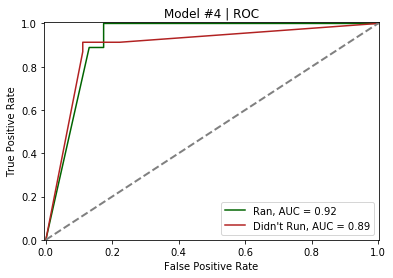 Model #4 | ROC
1.0
0.8
0.6
0.4
0.2
0.0
True Positive Rate
Ran, AUC = 0.92
Didn't Run, AUC = 0.89
0.0 0.2 0.4 0.6 0.8 1.0
False Positive Rate